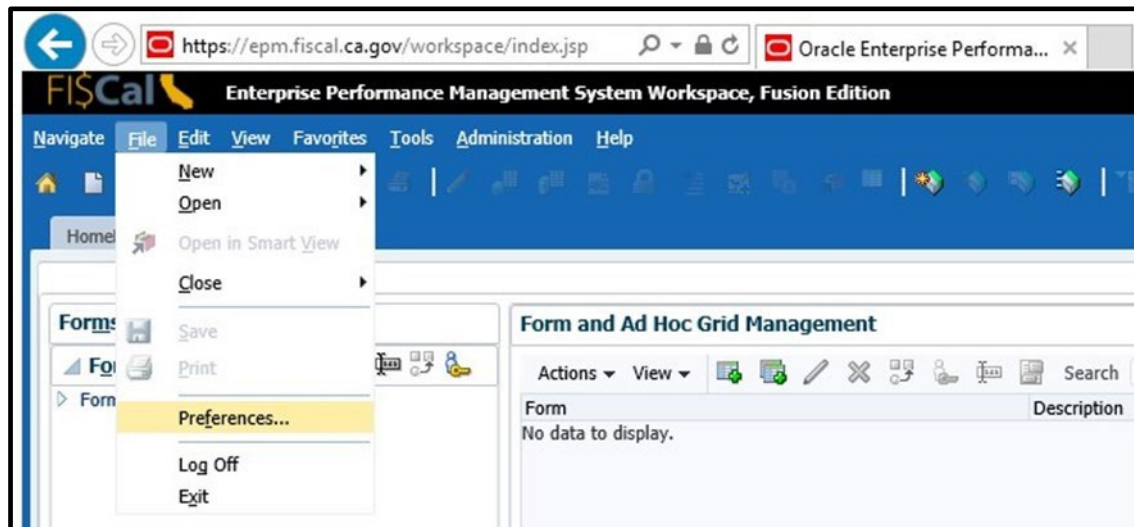 https://epm.fiscal.ca.gov/workspace/index.jsp
Oracle Enterprise Performa...
FI$Cal
Enterprise Performance Management System Workspace, Fusion Edition
Navigate File Edit View Favorites Tools Administration Help
New
Open
Home
Open in Smart View
Close
Forms
Form and Ad Hoc Grid Management
Save
Print
Actions View Search
Form
Form Description
Preferences...
No data to display.
Log Off
Exit